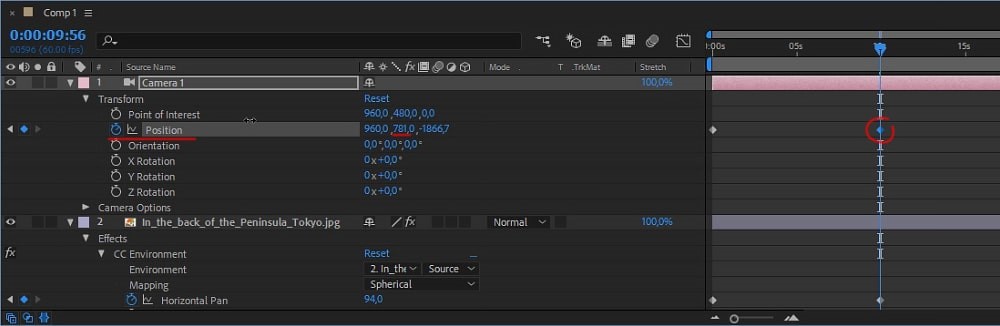 × Comp 1 ≡
0:00:09:56
00596 (60.00 fps)
:00s 05s 10s 15s
# . Source Name fx Mode T .TrkMat Stretch
1 Camera 1 100,0%
Transform Reset
Point of Interest 960,0 ,480,0 ,0,0
Position 960,0 ,781,0 ,-1866,7
Orientation 0,0°,0,0°,0,0°
X Rotation 0 x+0,0°
Y Rotation 0 x+0,0°
Z Rotation 0 x+0,0°
Camera Options
2 In_the_back_of_the_Peninsula_Tokyo.jpg fx Normal 100,0%
Effects
fx CC Environment Reset
Environment 2. In_the Source
Mapping Spherical
Horizontal Pan 94,0